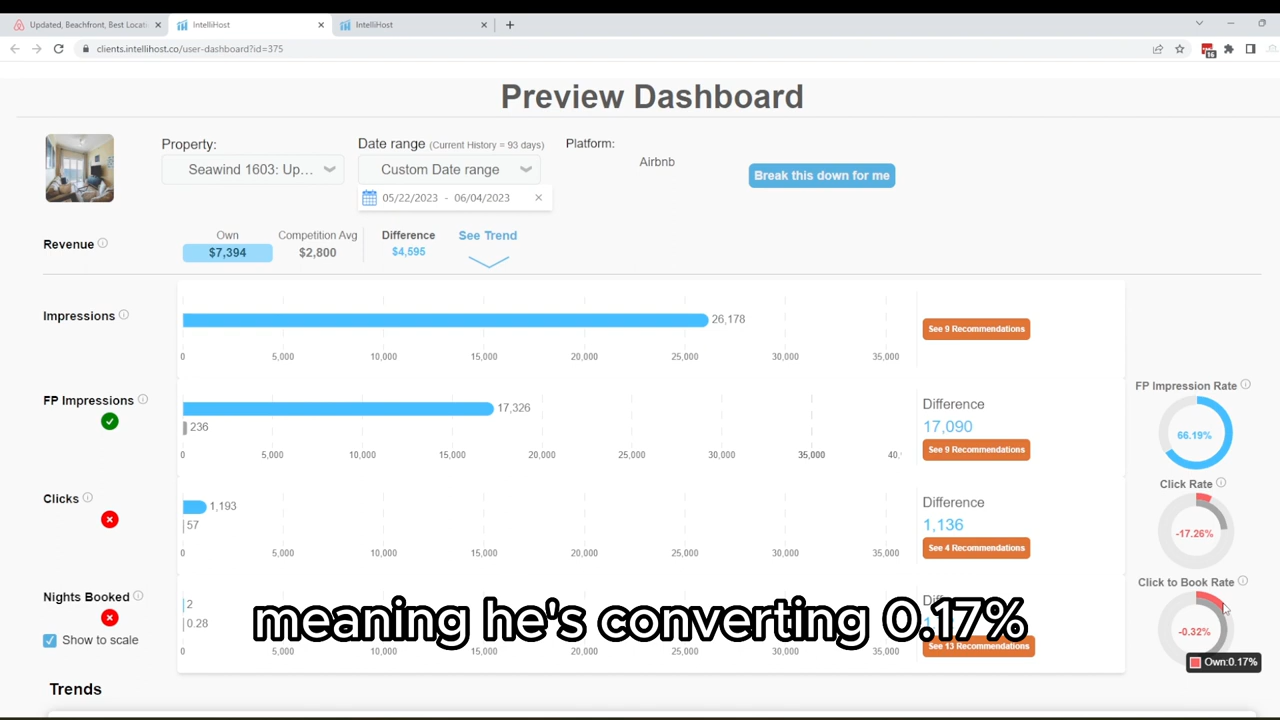 Updated, Beachfront, Best Locati
IntelliHost
IntelliHost
clients.intellihost.co/user-dashboard?id=375
16
Preview Dashboard
Property:
Seawind 1603: Up...
Date range (Current History = 93 days)
Custom Date range
05/22/2023 - 06/04/2023
Platform:
Airbnb
Break this down for me
Revenue
Own
$7,394
Competition Avg
$2,800
Difference
$4,595
See Trend
Impressions
26,178
0 5,000 10,000 15,000 20,000 25,000 30,000 35,000
See 9 Recommendations
FP Impressions
17,326
236
0 5,000 10,000 15,000 20,000 25,000 30,000 35,000 40,
Difference
17,090
See 9 Recommendations
FP Impression Rate
66.19%
Clicks
1,193
57
0 5,000 10,000 15,000 20,000 25,000 30,000 35,000
Difference
1,136
See 4 Recommendations
Click Rate
-17.26%
Nights Booked
Show to scale
2
0.28
0 5,000 10,000 15,000 20,000 25,000 30,000 35,000
See 13 Recommendations
Click to Book Rate
-0.32%
Own:0.17%
meaning he's converting 0.17%
Trends